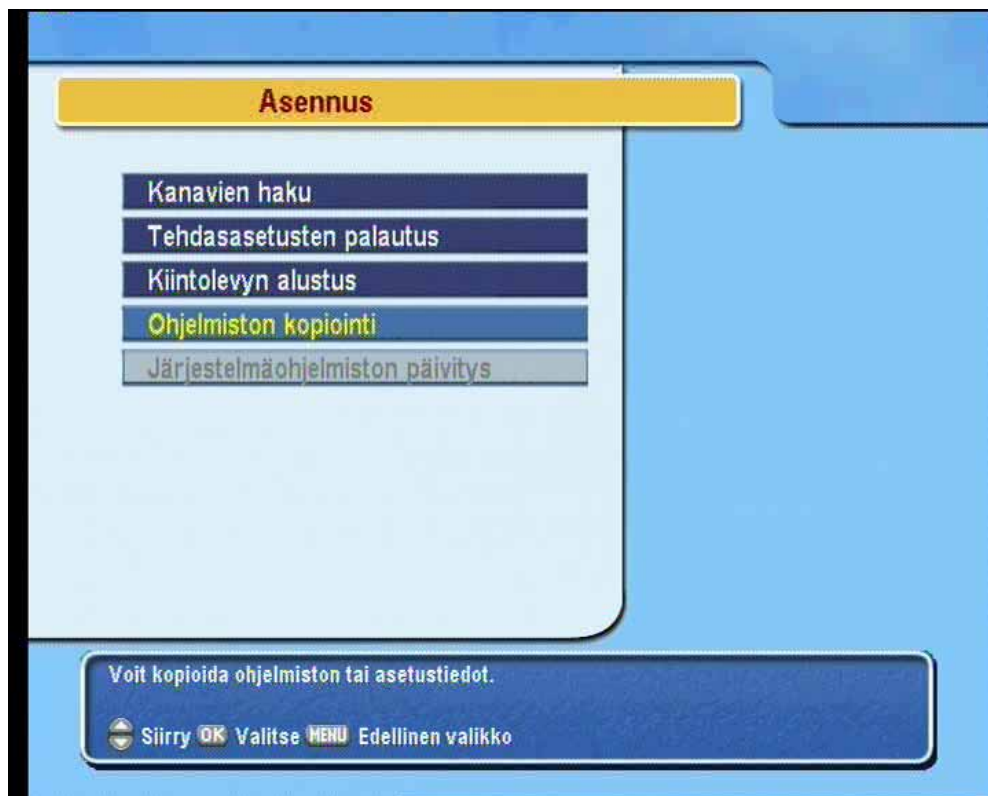 Asennus
Kanavien haku
Tehdasasetusten palautus
Kiintolevyn alustus
Ohjelmiston kopiointi
Järjestelmäohjelmiston päivitys
Voit kopioida ohjelmiston tai asetustiedot.
Siirry OK Valitse MENU Edellinen valikko